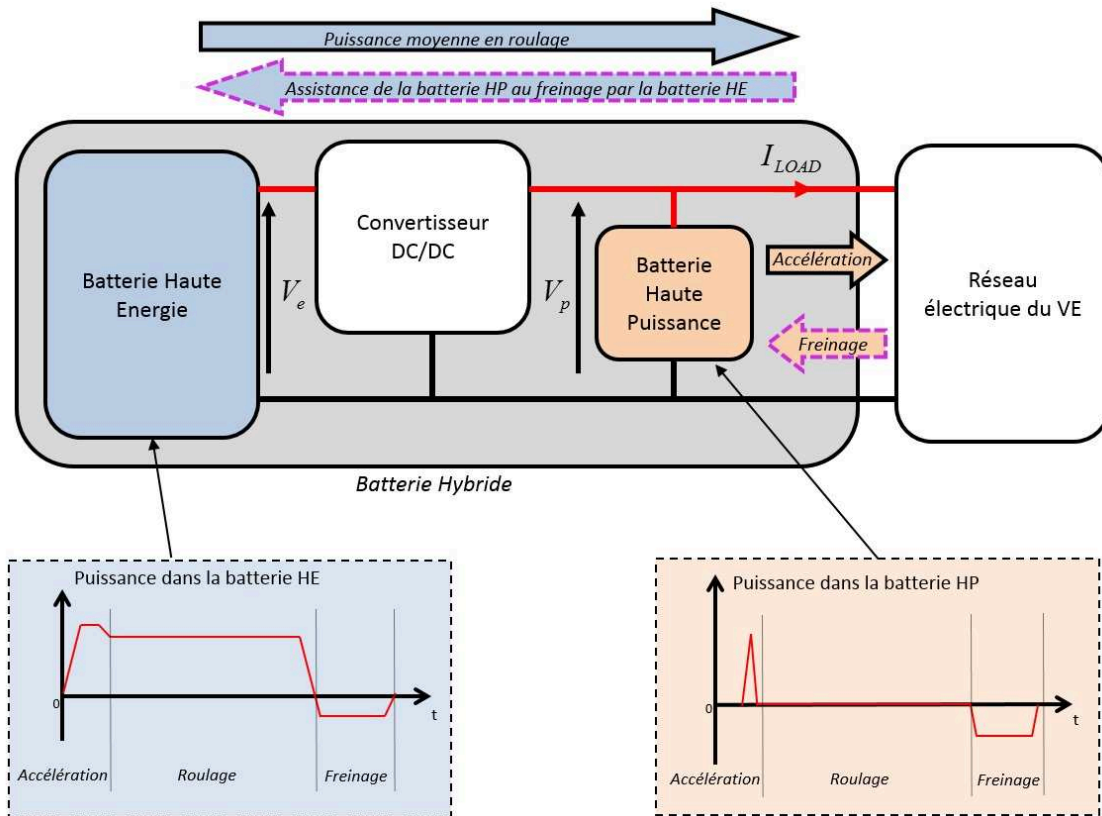 Puissance moyenne en roulage
Assistance de la batterie HP au freinage par la batterie HE
I_LOAD
Batterie Haute
Energie
V_e
Convertisseur
DC/DC
V_p
Batterie
Haute
Puissance
Accélération
Freinage
Réseau
électrique du VE
Batterie Hybride
Puissance dans la batterie HE
0
t
Accélération
Roulage
Freinage
Puissance dans la batterie HP
0
t
Accélération
Roulage
Freinage